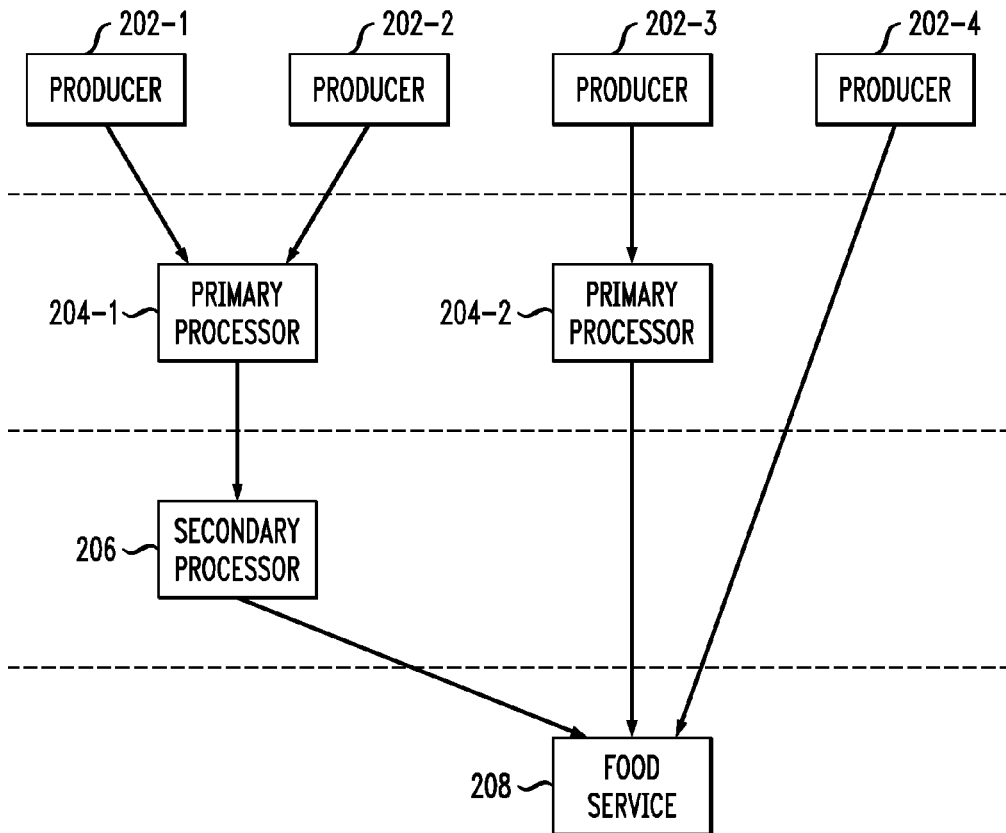 202-1
202-2
202-3
202-4
PRODUCER
PRODUCER
PRODUCER
PRODUCER
204-1
PRIMARY
PROCESSOR
204-2
PRIMARY
PROCESSOR
206
SECONDARY
PROCESSOR
208
FOOD
SERVICE